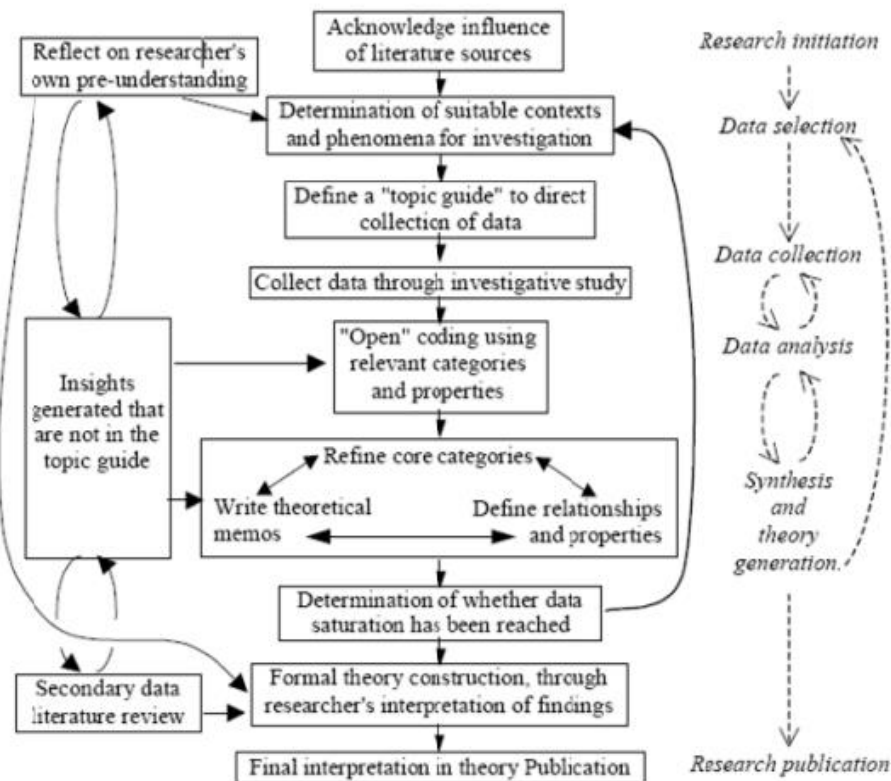 Acknowledge influence
of literature sources
Research initiation
Reflect on researcher's
own pre-understanding
Determination of suitable contexts
and phenomena for investigation
Data selection
Define a "topic guide" to direct
collection of data
Data collection
Collect data through investigative study
"Open" coding using
relevant categories
and properties
Data analysis
Insights
generated that
are not in the
topic guide
Refine core categories
Write theoretical
memos
Define relationships
and properties
Synthesis
and
theory
generation.
Determination of whether data
saturation has been reached
Secondary data
literature review
Formal theory construction, through
researcher's interpretation of findings
Final interpretation in theory Publication
Research publication